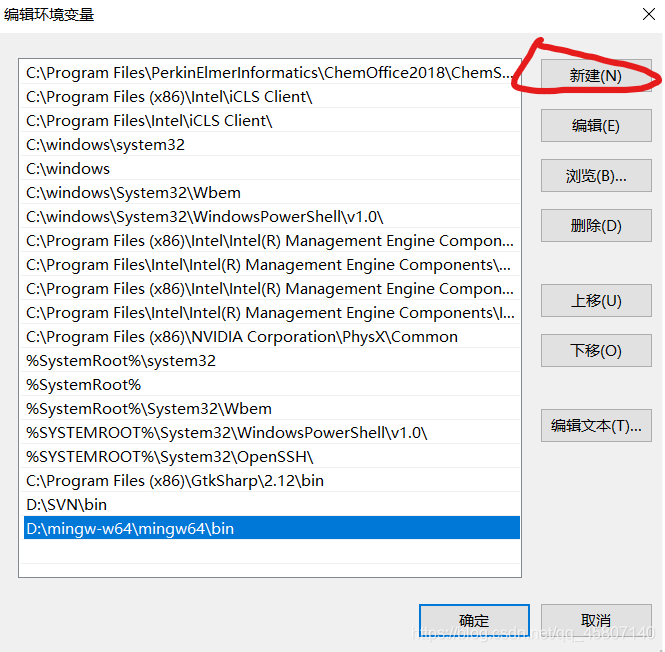 编辑环境变量
C:\Program Files\PerkinElmerInformatics\ChemOffice2018\ChemS...
C:\Program Files (x86)\Intel\iCLS Client\
C:\Program Files\Intel\iCLS Client\
C:\windows\system32
C:\windows
C:\windows\System32\Wbem
C:\windows\System32\WindowsPowerShell\v1.0\
C:\Program Files (x86)\Intel\Intel(R) Management Engine Compon...
C:\Program Files\Intel\Intel(R) Management Engine Components\...
C:\Program Files (x86)\Intel\Intel(R) Management Engine Compon...
C:\Program Files\Intel\Intel(R) Management Engine Components\I...
C:\Program Files (x86)\NVIDIA Corporation\PhysX\Common
%SystemRoot%\system32
%SystemRoot%
%SystemRoot%\System32\Wbem
%SYSTEMROOT%\System32\WindowsPowerShell\v1.0\
%SYSTEMROOT%\System32\OpenSSH\
C:\Program Files (x86)\GtkSharp\2.12\bin
D:\SVN\bin
D:\mingw-w64\mingw64\bin
新建(N)
编辑(E)
浏览(B)...
删除(D)
上移(U)
下移(O)
编辑文本(T)...
确定
取消
https://blog.csdn.net/qq_45807140